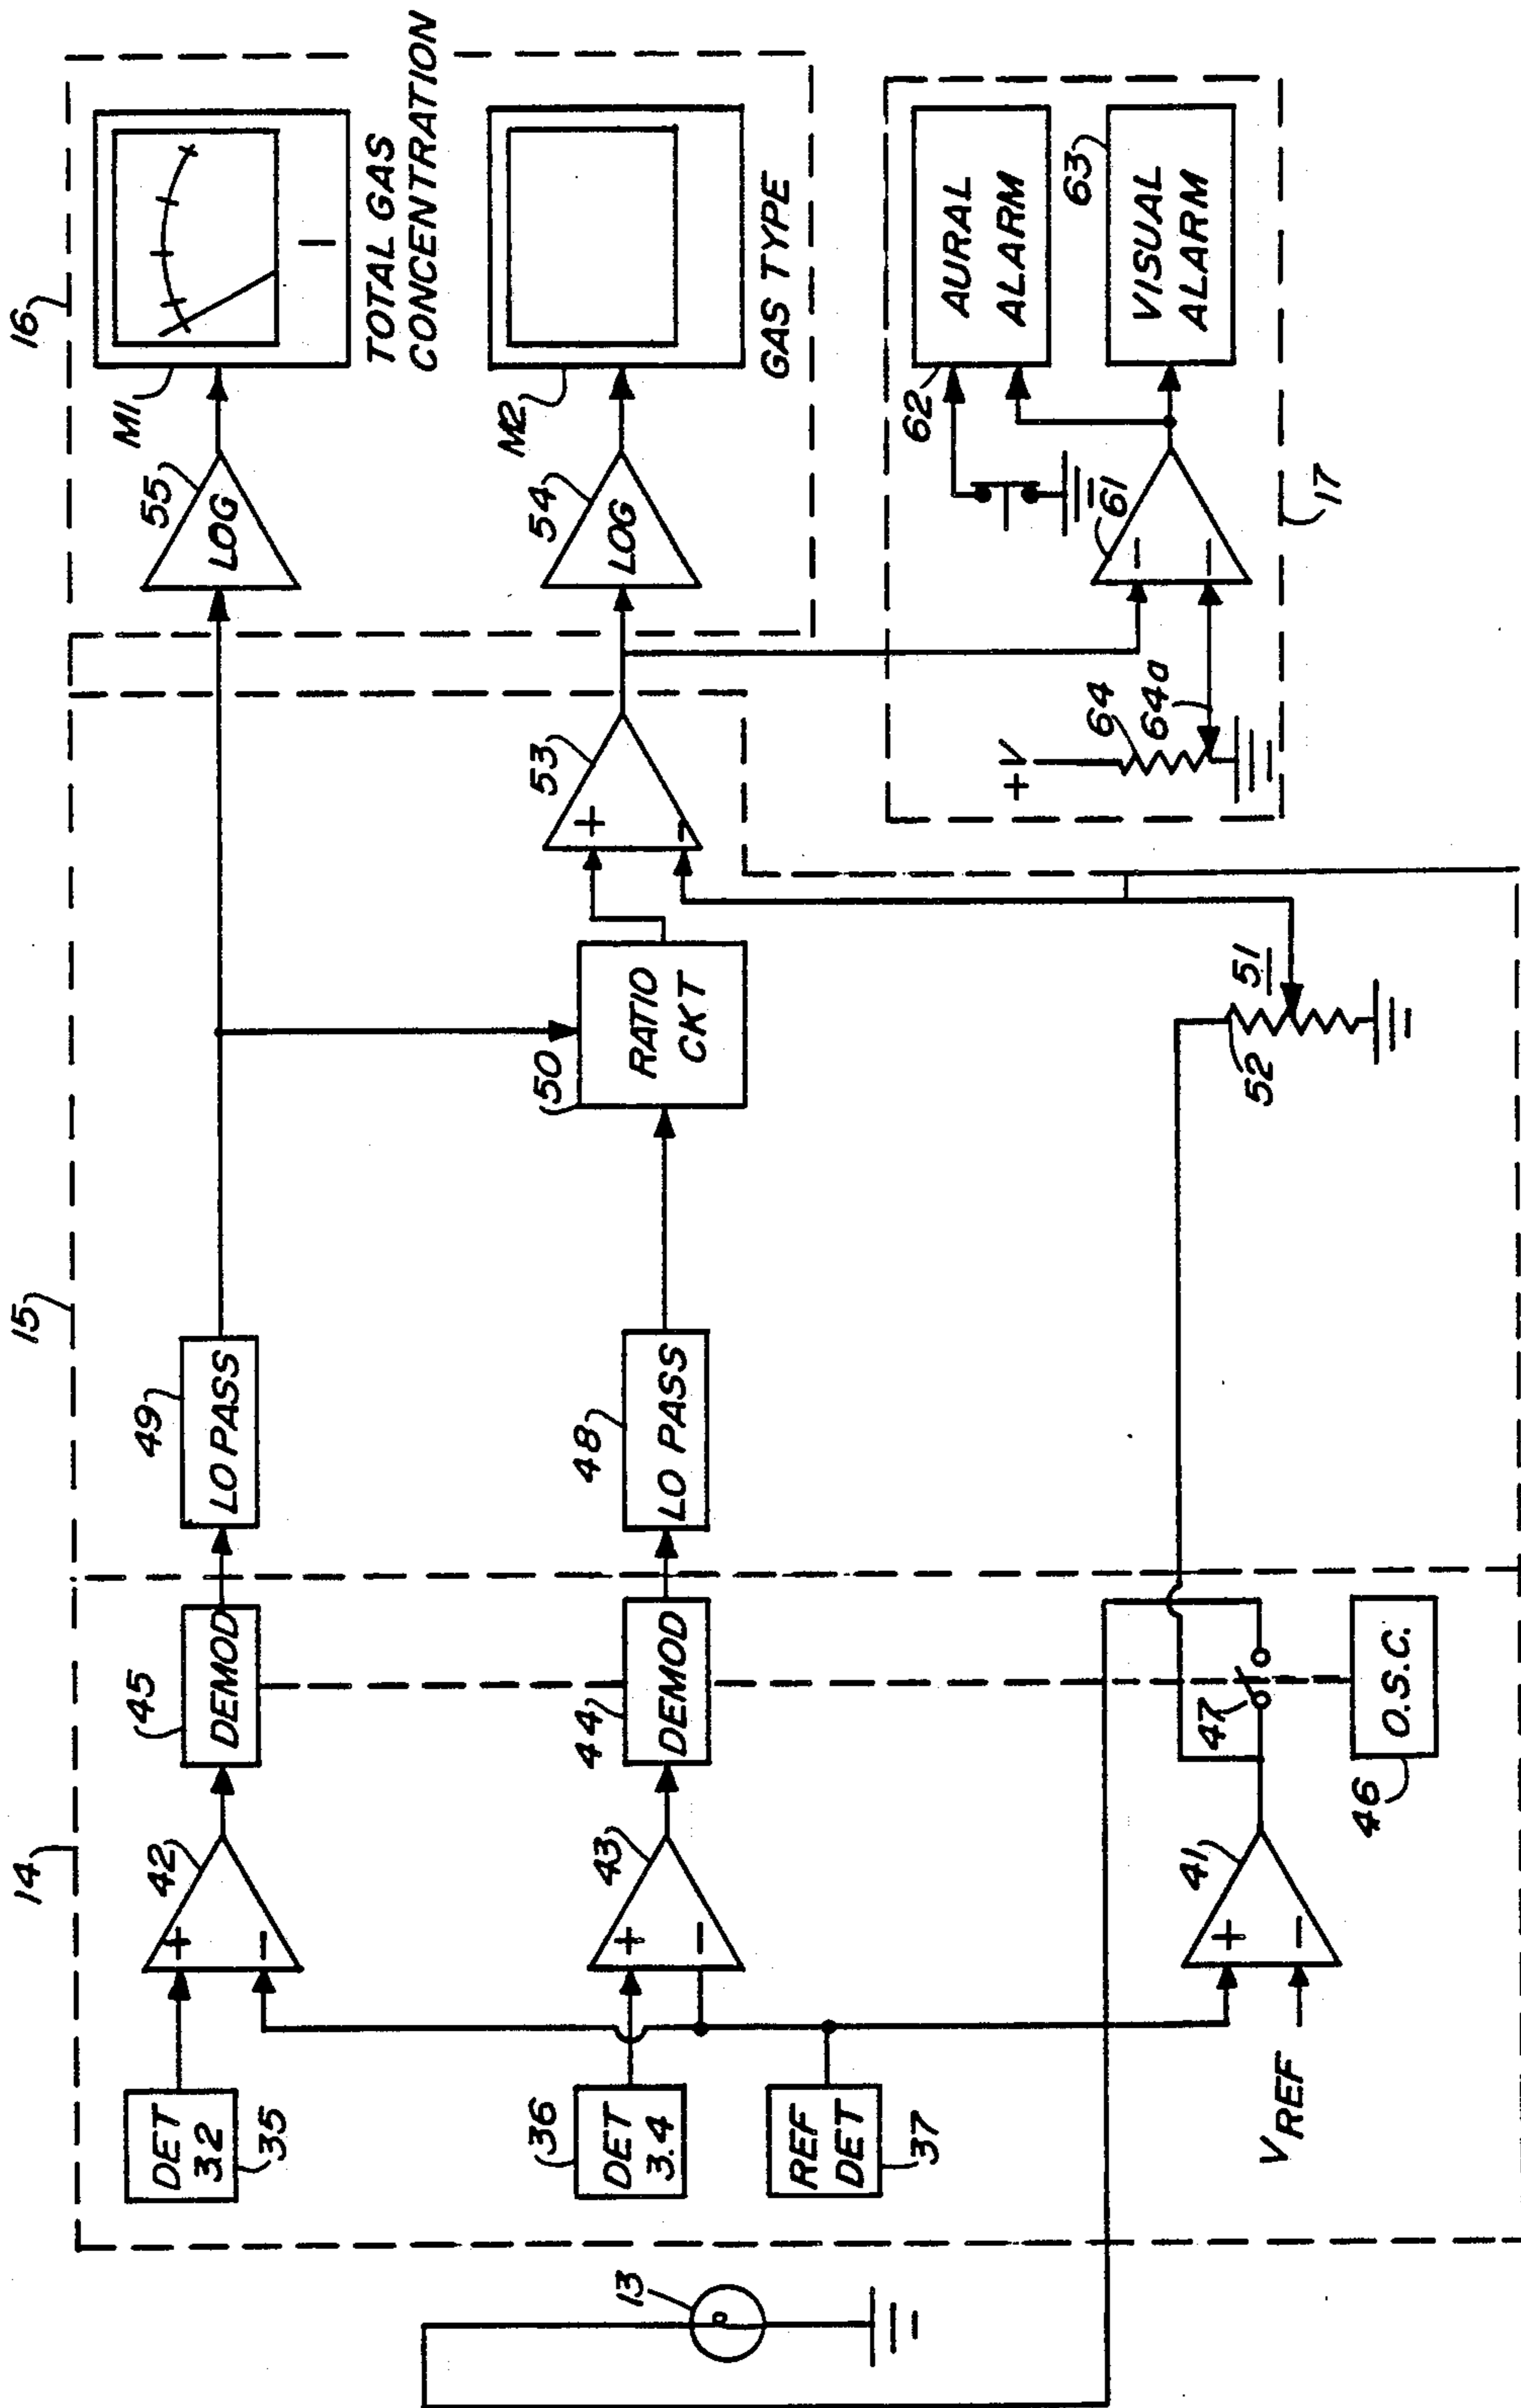 14
15
16
DET
3.2
35
+
−
42
45
DEMOD
49
LO PASS
55
LOG
M1
TOTAL GAS
CONCENTRATION
13
36
DET
3.4
+
−
43
44
DEMOD
48
LO PASS
50
RATIO
CKT
53
+
−
54
LOG
M2
GAS TYPE
REF
DET
37
VREF
+
−
41
47
46
O.S.C.
52
51
+V
64
64a
−
−
61
62
AURAL
ALARM
63
VISUAL
ALARM
17